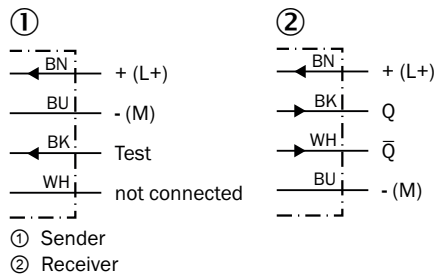 ①
BN + (L+)
BU - (M)
BK Test
WH not connected
②
BN + (L+)
BK Q
WH Q̅
BU - (M)
① Sender
② Receiver